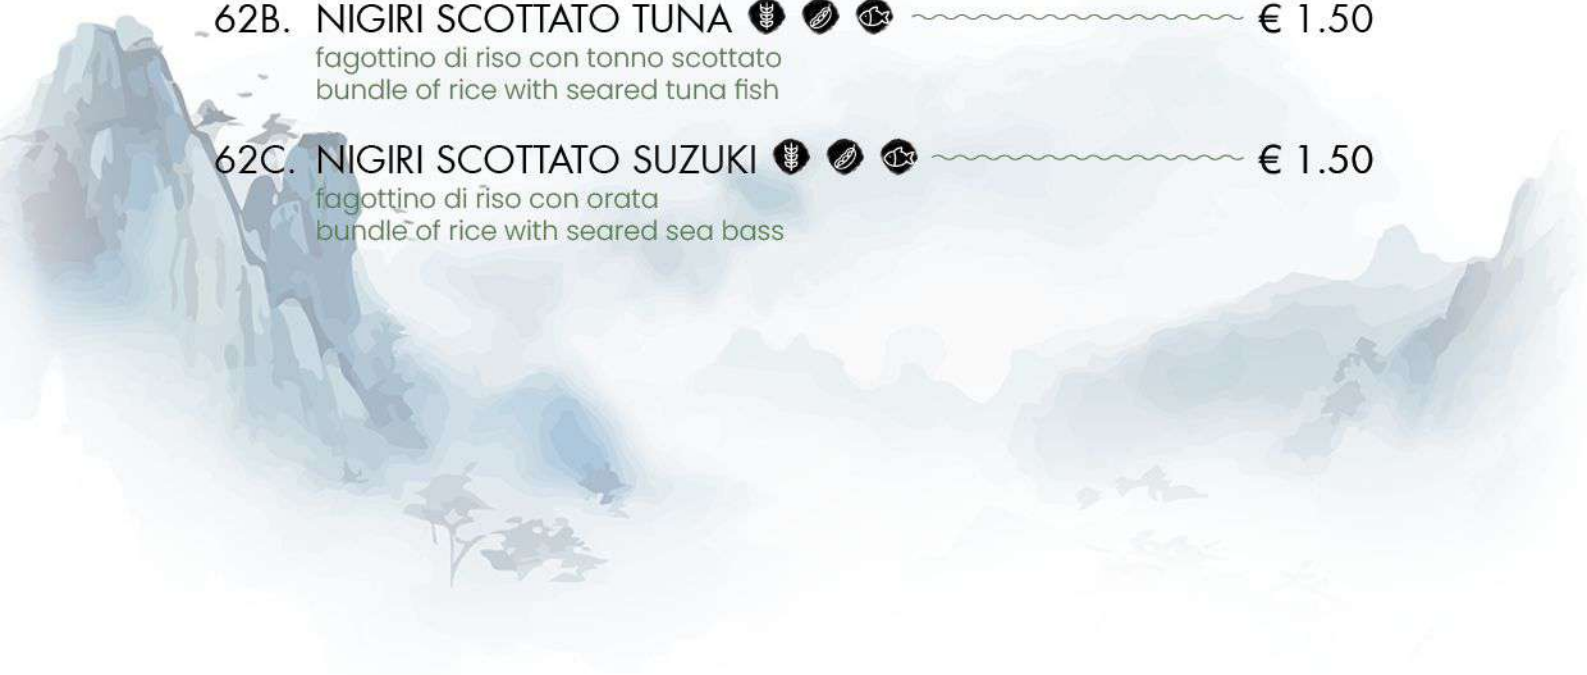 62B. NIGIRI SCOTTATO TUNA € 1.50
fagottino di riso con tonno scottato
bundle of rice with seared tuna fish
62C. NIGIRI SCOTTATO SUZUKI € 1.50
fagottino di riso con orata
bundle of rice with seared sea bass